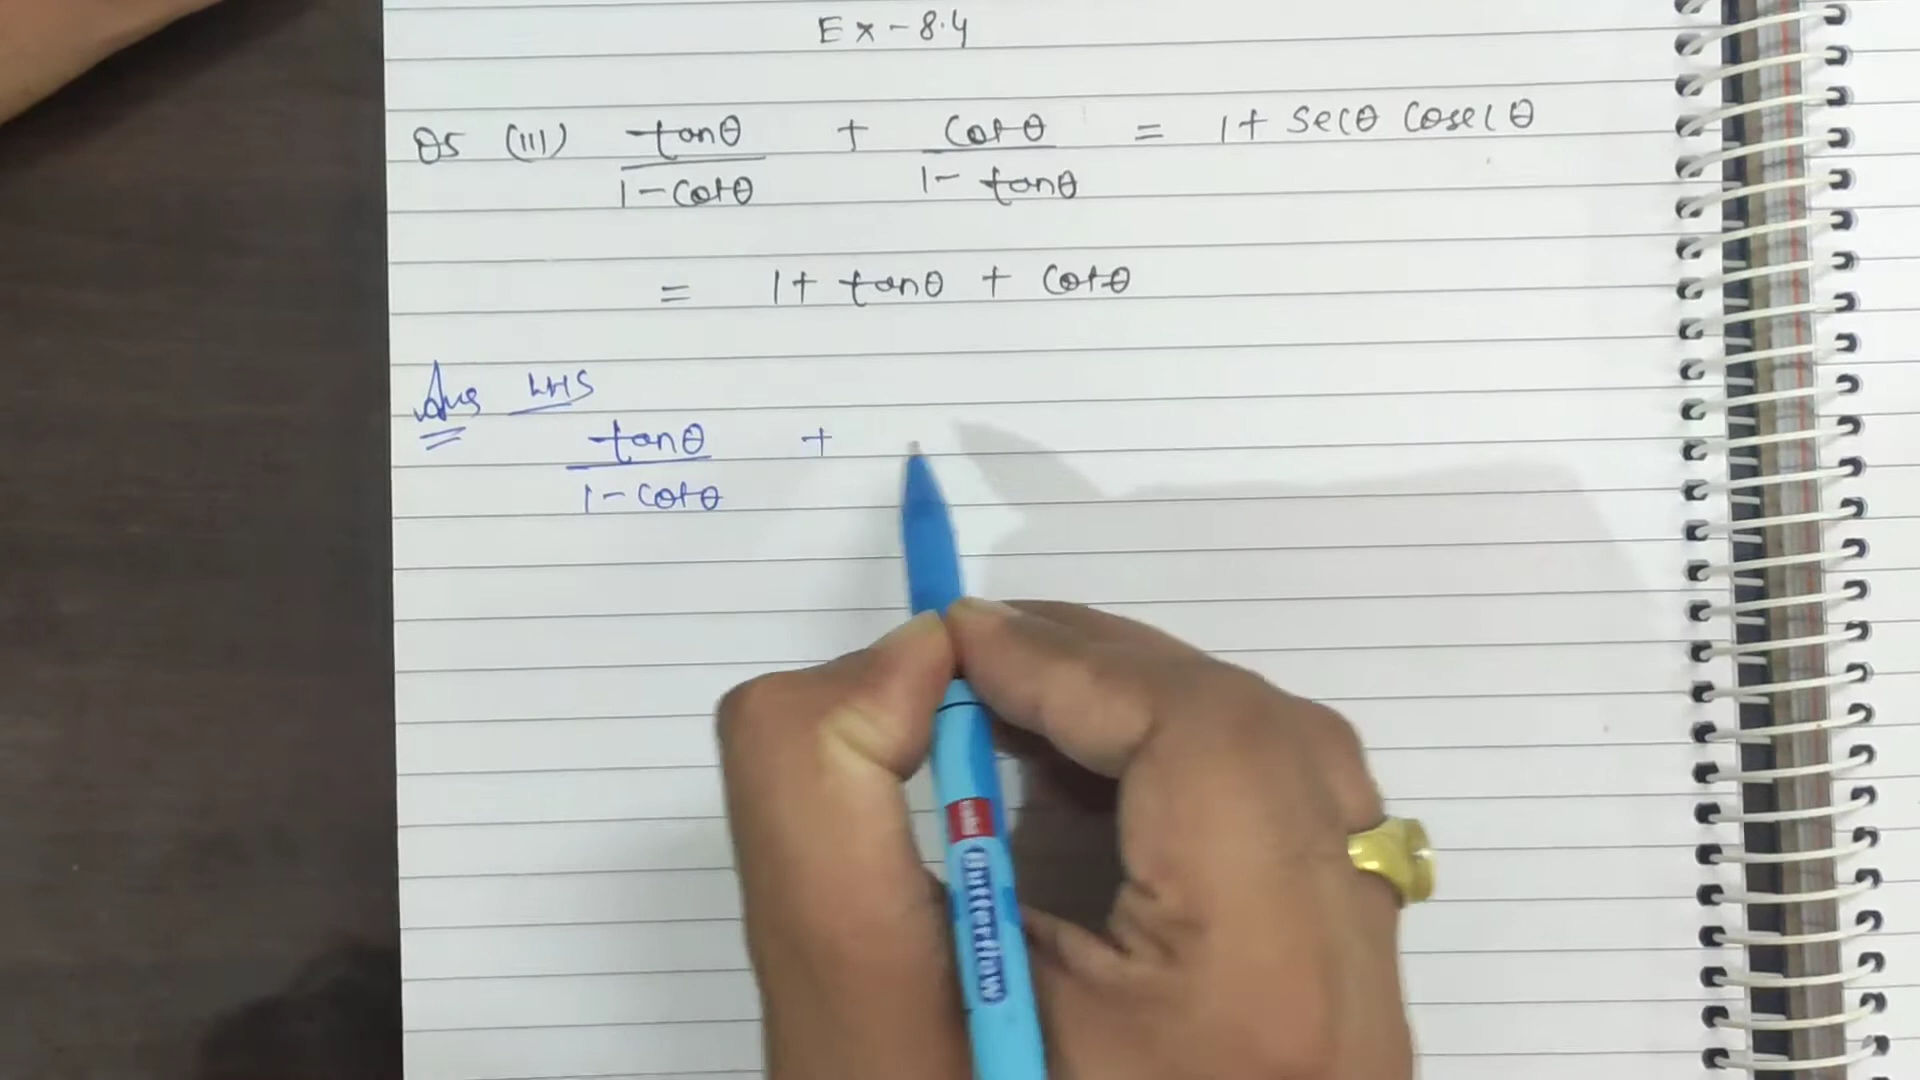 Ex - 8.4
Q5 (III) tanθ/1-cotθ + cotθ/1-tanθ = 1+ secθ cosecθ
= 1+ tanθ + cotθ
Ans LHS
tanθ/1-cotθ +
Butterflow